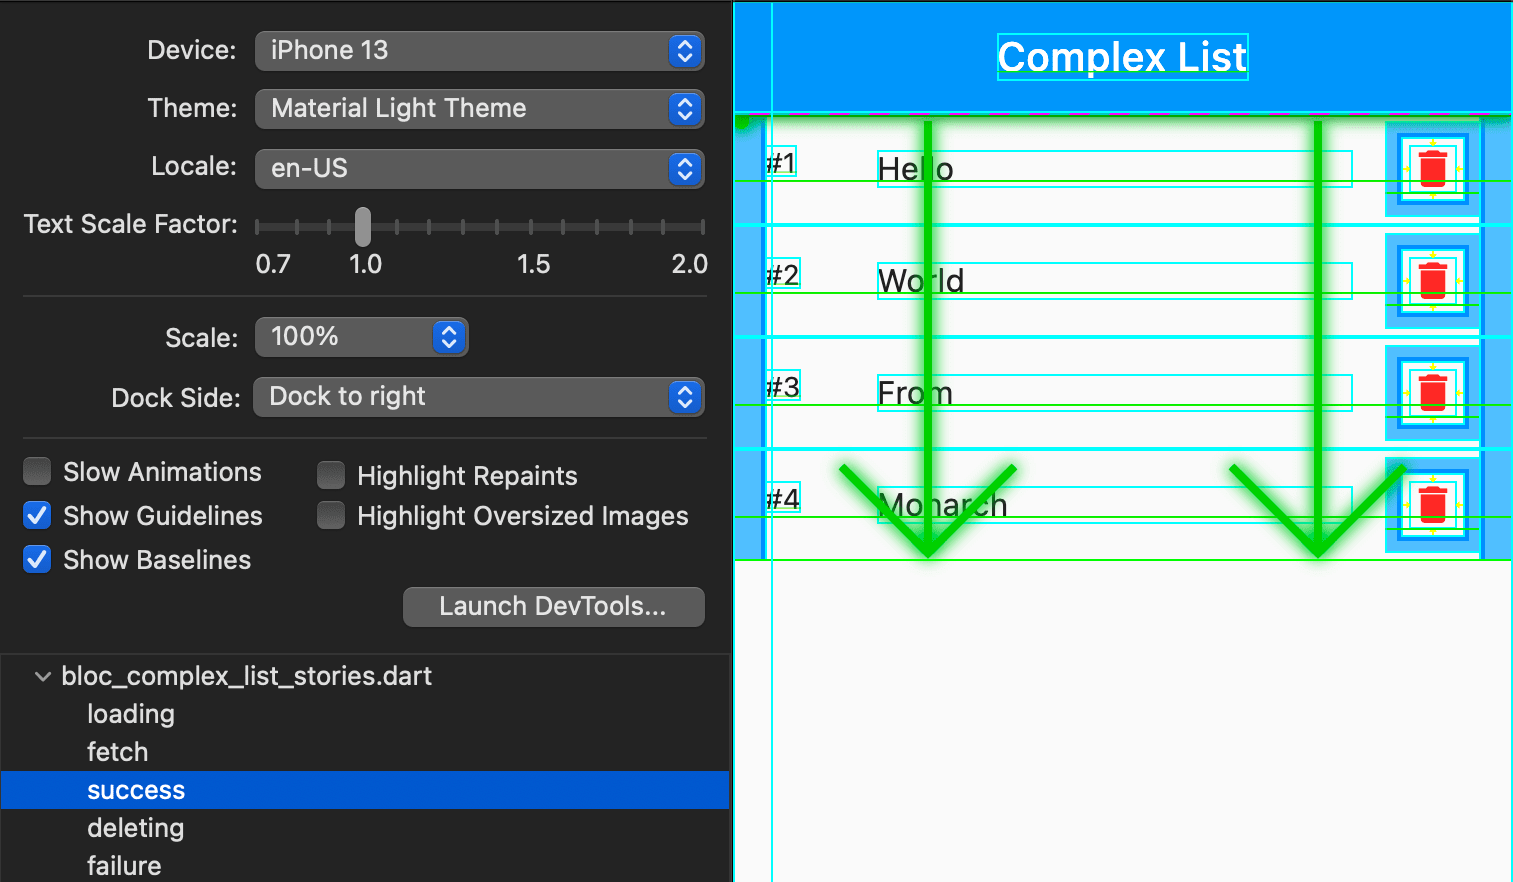 Device: iPhone 13
Theme: Material Light Theme
Locale: en-US
Text Scale Factor:
0.7 1.0 1.5 2.0
Scale: 100%
Dock Side: Dock to right
Slow Animations Highlight Repaints
Show Guidelines Highlight Oversized Images
Show Baselines
Launch DevTools...
bloc_complex_list_stories.dart
loading
fetch
success
deleting
failure
Complex List
#1 Hello
#2 World
#3 From
#4 Monarch